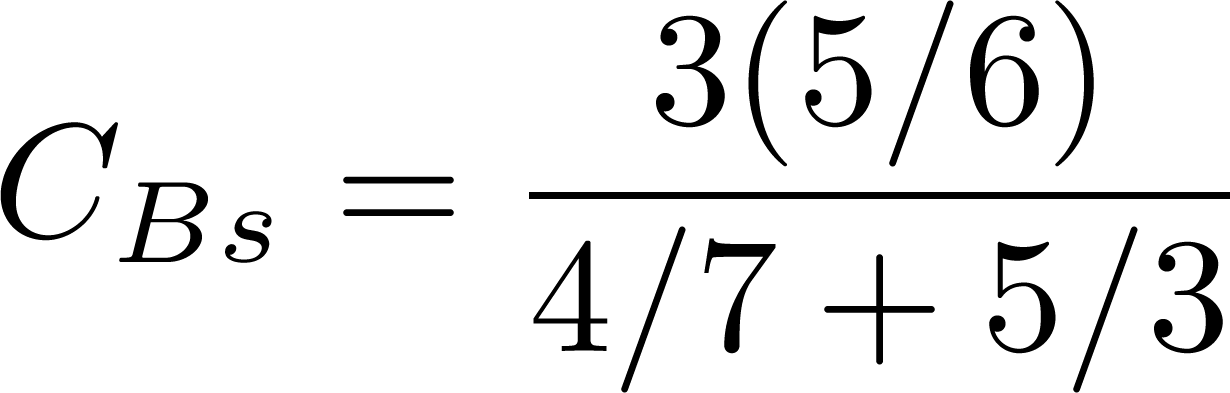 C_{Bs} = \frac{3(5/6)}{4/7 + 5/3}